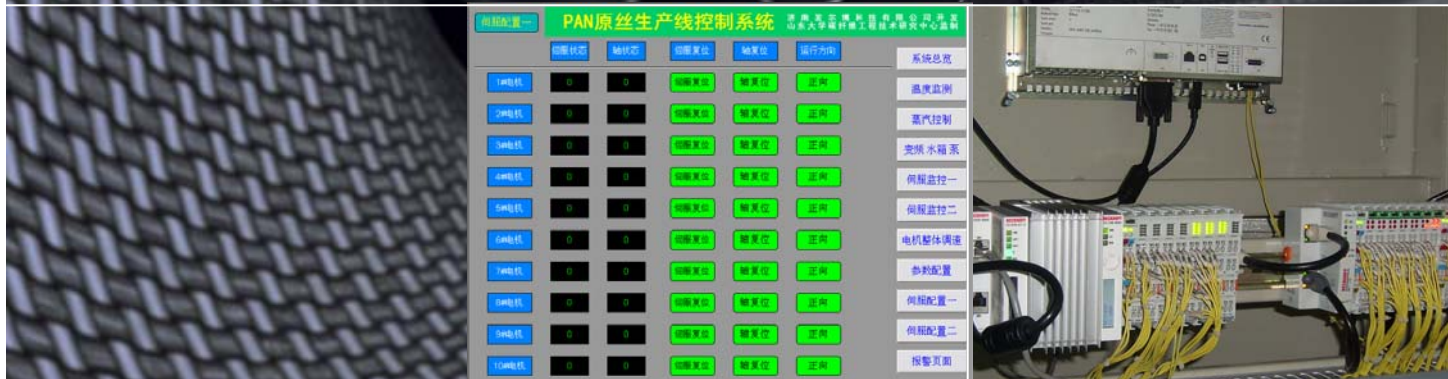 伺服配置一
PAN原丝生产线控制系统
济南发尔博科技有限公司开发
山东大学碳纤维工程技术研究中心监制
伺服状态 轴状态 伺服复位 轴复位 运行方向
1#电机 0 0 伺服复位 轴复位 正向
2#电机 0 0 伺服复位 轴复位 正向
3#电机 0 0 伺服复位 轴复位 正向
4#电机 0 0 伺服复位 轴复位 正向
5#电机 0 0 伺服复位 轴复位 正向
6#电机 0 0 伺服复位 轴复位 正向
7#电机 0 0 伺服复位 轴复位 正向
8#电机 0 0 伺服复位 轴复位 正向
9#电机 0 0 伺服复位 轴复位 正向
10#电机 0 0 伺服复位 轴复位 正向
系统总览
温度监测
蒸汽控制
变频 水箱 泵
伺服监控一
伺服监控二
电机整体调速
参数配置
伺服配置一
伺服配置二
报警页面